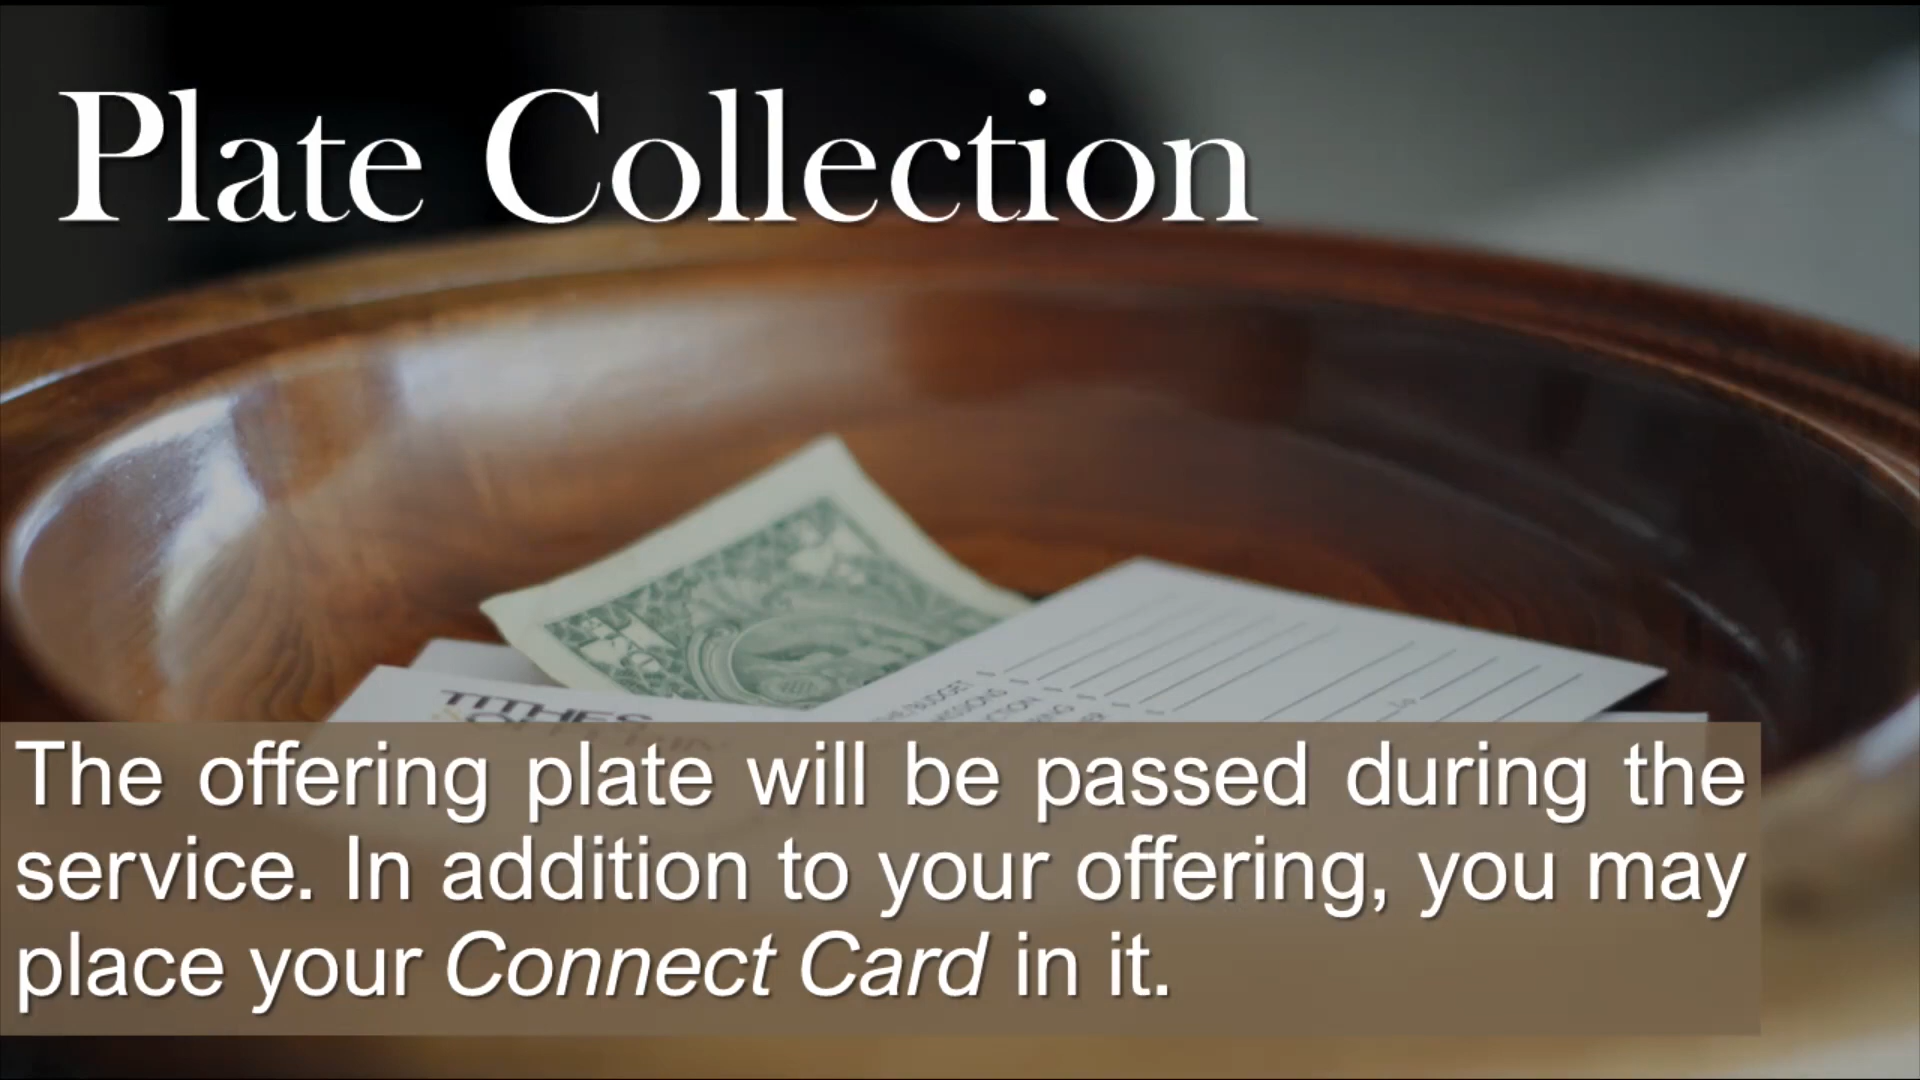 Plate Collection
TITHES
The offering plate will be passed during the
service. In addition to your offering, you may
place your Connect Card in it.